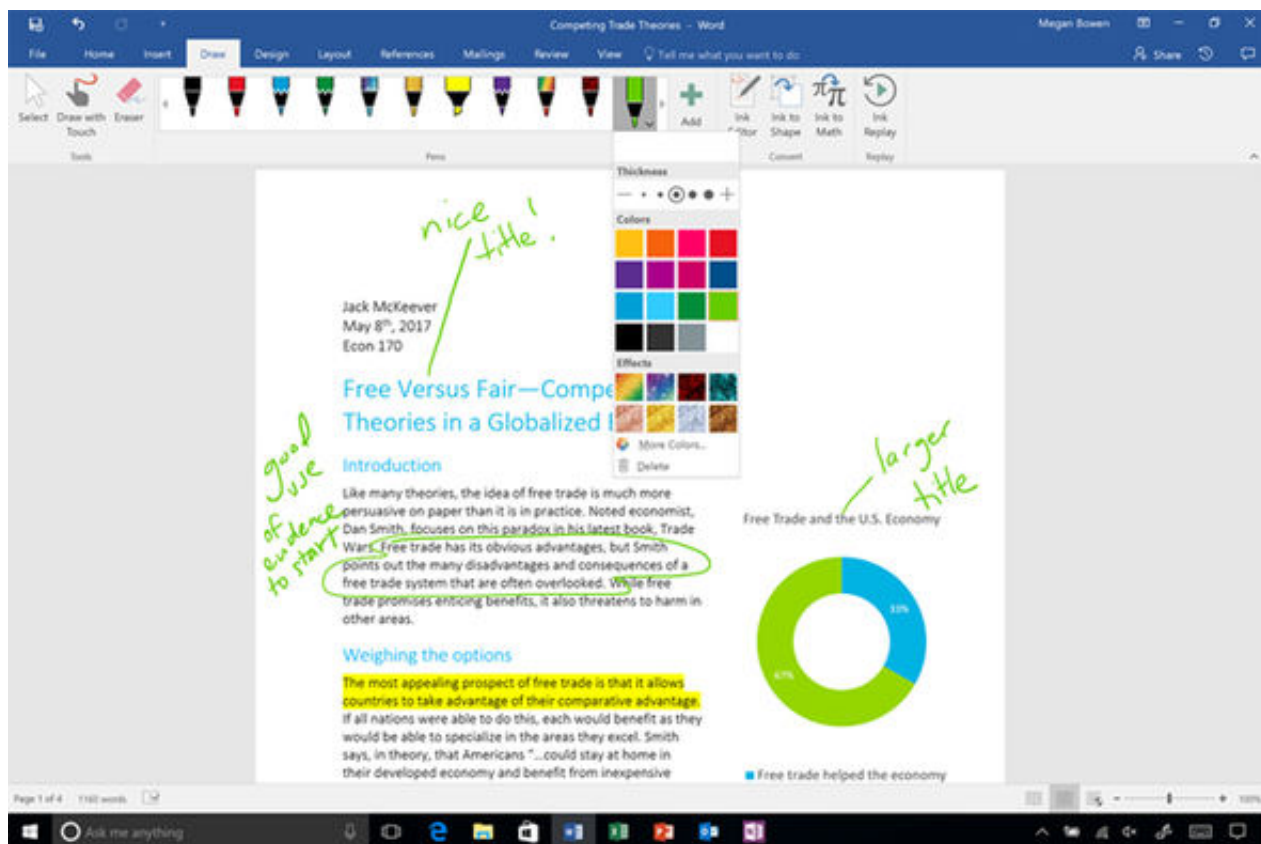 Competing Trade Theories - Word
Megan Bowen
File Home Insert Draw Design Layout References Mailings Review View Tell me what you want to do
Share
Select Draw with Touch Eraser
Add
Ink Editor
Ink to Shape
Ink to Math
Ink Replay
Tools Pens Convert Replay
Thickness
Colors
Effects
More Colors...
Delete
nice title!
Jack McKeever
May 8th, 2017
Econ 170
Free Versus Fair—Compe
Theories in a Globalized
good
use
of
evidence
to start
Introduction
Like many theories, the idea of free trade is much more
persuasive on paper than it is in practice. Noted economist,
Dan Smith, focuses on this paradox in his latest book, Trade
Wars. Free trade has its obvious advantages, but Smith
points out the many disadvantages and consequences of a
free trade system that are often overlooked. While free
trade promises enticing benefits, it also threatens to harm in
other areas.
Weighing the options
The most appealing prospect of free trade is that it allows
countries to take advantage of their comparative advantage.
If all nations were able to do this, each would benefit as they
would be able to specialize in the areas they excel. Smith
says, in theory, that Americans "...could stay at home in
their developed economy and benefit from inexpensive
larger
title
Free Trade and the U.S. Economy
33%
67%
Free trade helped the economy
Page 1 of 4 1160 words
100%
Ask me anything